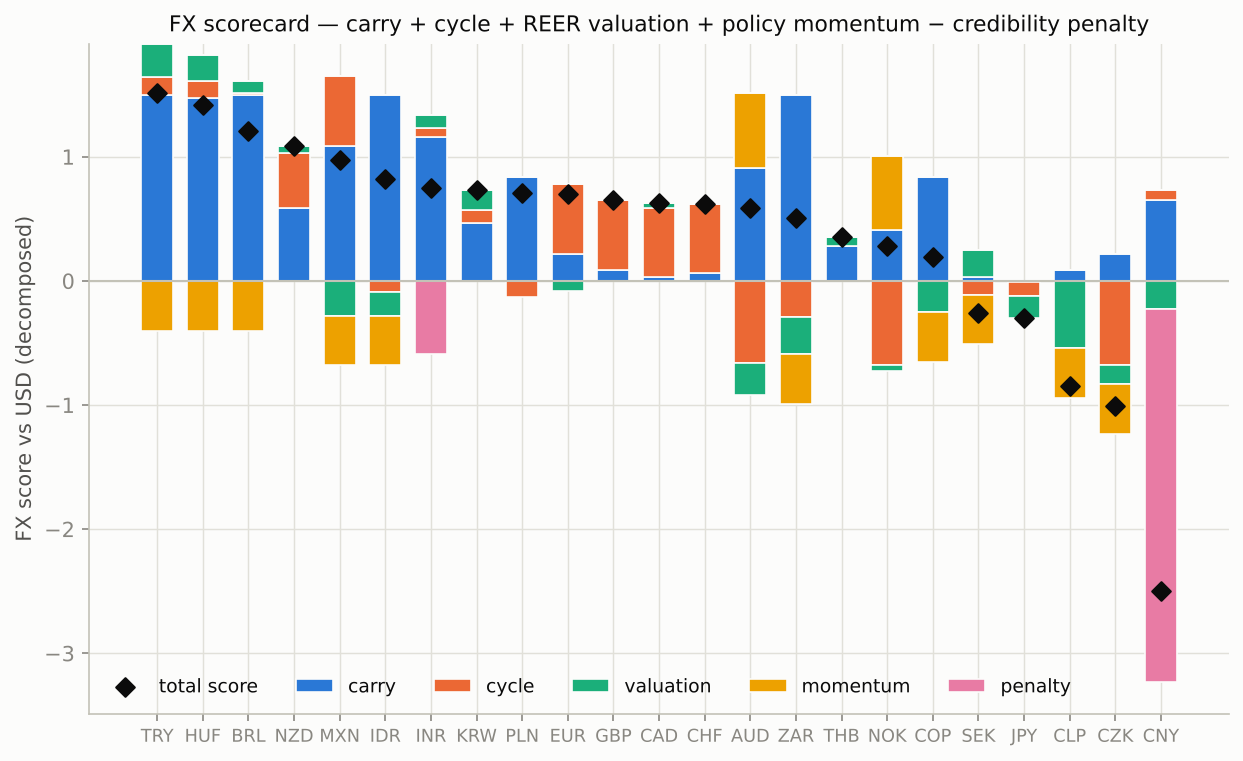 FX scorecard — carry + cycle + REER valuation + policy momentum − credibility penalty
FX score vs USD (decomposed)
1
0
−1
−2
−3
total score carry cycle valuation momentum penalty
TRY HUF BRL NZD MXN IDR INR KRW PLN EUR GBP CAD CHF AUD ZAR THB NOK COP SEK JPY CLP CZK CNY